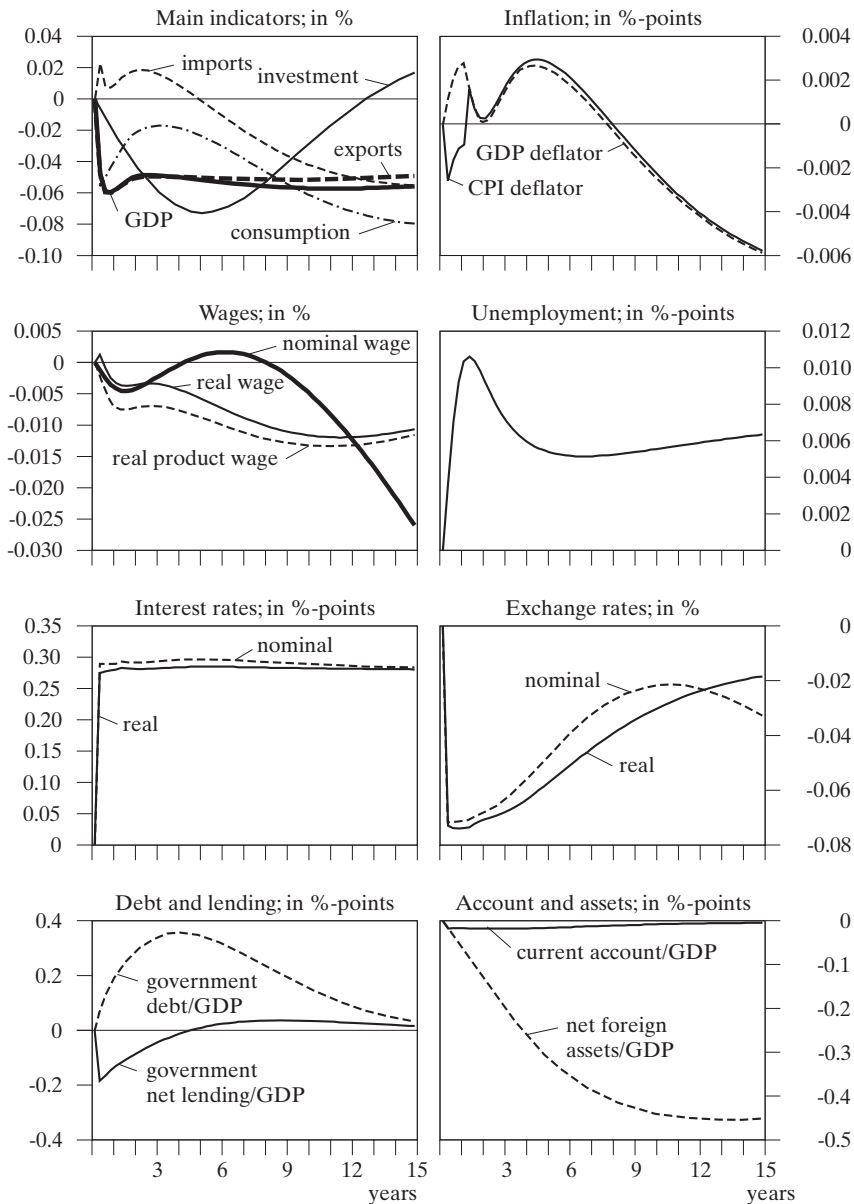 Main indicators; in %
0.04
0.02
0
-0.02
-0.04
-0.06
-0.08
-0.10
imports
investment
exports
GDP
consumption
Inflation; in %-points
0.004
0.002
0
-0.002
-0.004
-0.006
GDP deflator
CPI deflator
Wages; in %
0.005
0
-0.005
-0.010
-0.015
-0.020
-0.025
-0.030
nominal wage
real wage
real product wage
Unemployment; in %-points
0.012
0.010
0.008
0.006
0.004
0.002
0
Interest rates; in %-points
0.35
0.30
0.25
0.20
0.15
0.10
0.05
0
nominal
real
Exchange rates; in %
0
-0.02
-0.04
-0.06
-0.08
nominal
real
Debt and lending; in %-points
0.4
0.2
0
-0.2
-0.4
government
debt/GDP
government
net lending/GDP
3 6 9 12 15
years
Account and assets; in %-points
0
-0.1
-0.2
-0.3
-0.4
-0.5
current account/GDP
net foreign
assets/GDP
3 6 9 12 15
years